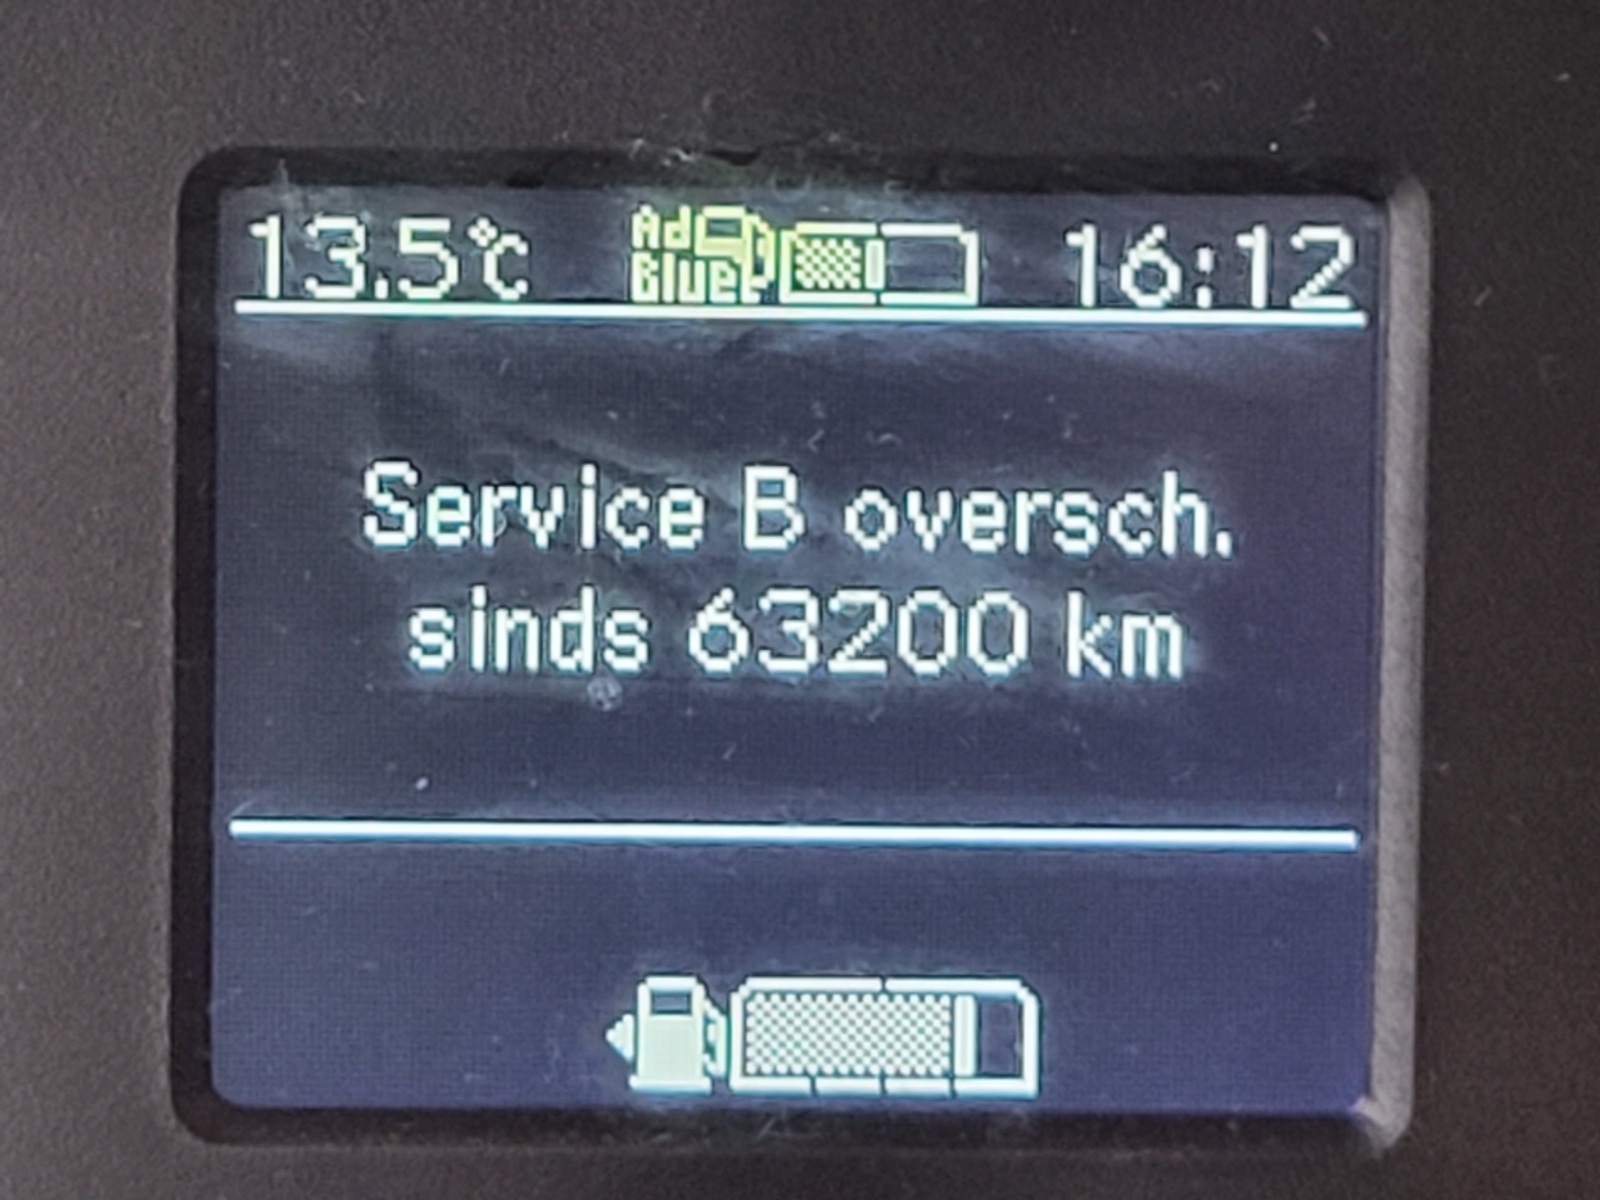 13.5°C Ad Blue 16:12
Service B oversch.
sinds 63200 km